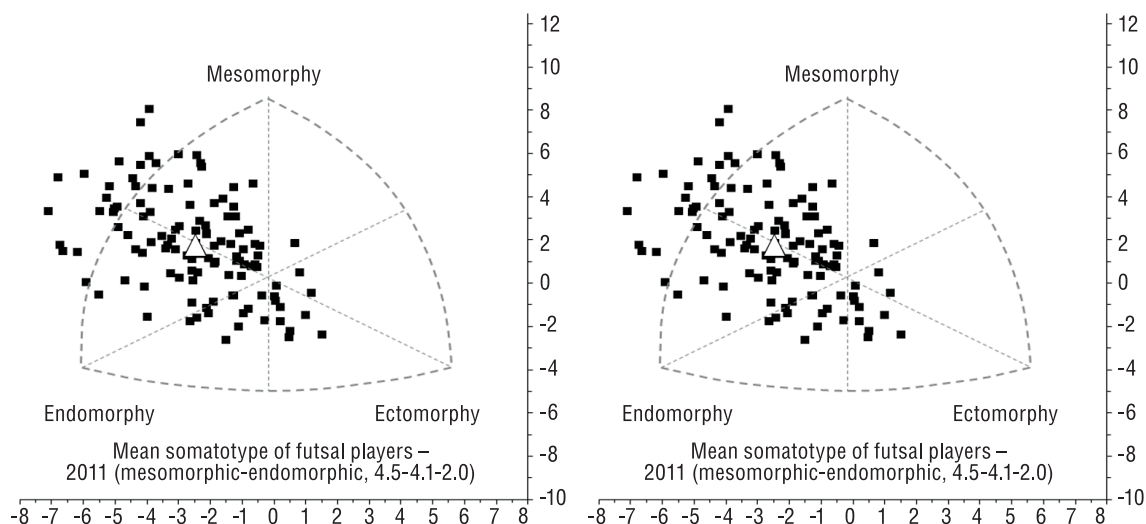 12
10
8
6
4
2
0
-2
-4
-6
-8
-10
Mesomorphy
Endomorphy
Ectomorphy
Mean somatotype of futsal players –
2011 (mesomorphic-endomorphic, 4.5-4.1-2.0)
-8 -7 -6 -5 -4 -3 -2 -1 0 1 2 3 4 5 6 7 8
12
10
8
6
4
2
0
-2
-4
-6
-8
-10
Mesomorphy
Endomorphy
Ectomorphy
Mean somatotype of futsal players –
2011 (mesomorphic-endomorphic, 4.5-4.1-2.0)
-8 -7 -6 -5 -4 -3 -2 -1 0 1 2 3 4 5 6 7 8